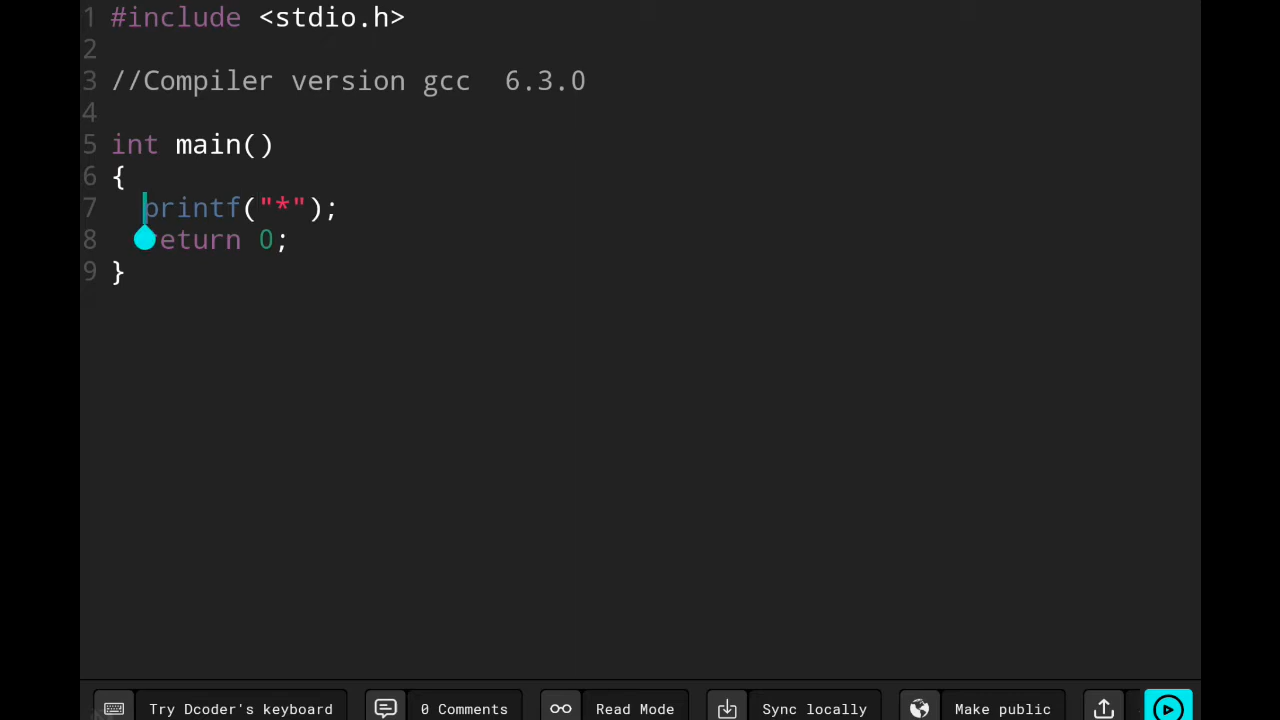 1 #include <stdio.h>
2
3 //Compiler version gcc  6.3.0
4
5 int main()
6 {
7   printf("*");
8   return 0;
9 }
Try Dcoder's keyboard 0 Comments Read Mode Sync locally Make public